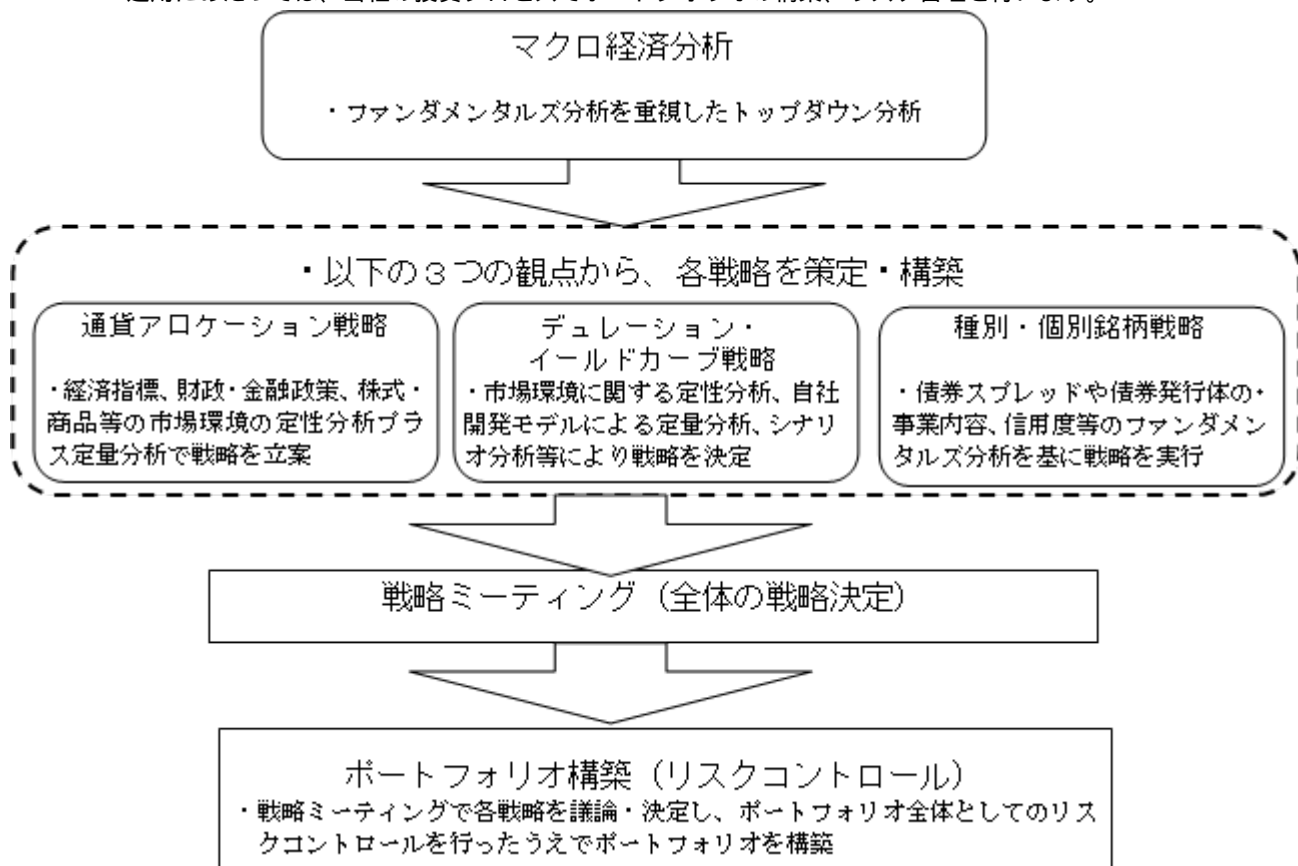 マクロ経済分析
・ファンダメンタルズ分析を重視したトップダウン分析
・以下の3つの観点から、各戦略を策定・構築
通貨アロケーション戦略
・経済指標、財政・金融政策、株式・
商品等の市場環境の定性分析プラ
ス定量分析で戦略を立案
デュレーション・
イールドカーブ戦略
・市場環境に関する定性分析、自社
開発モデルによる定量分析、シナリ
オ分析等により戦略を決定
種別・個別銘柄戦略
・債券スプレッドや債券発行体の・
事業内容、信用度等のファンダメン
タルズ分析を基に戦略を実行
戦略ミーティング（全体の戦略決定）
ポートフォリオ構築（リスクコントロール）
・戦略ミーティングで各戦略を議論・決定し、ポートフォリオ全体としてのリス
クコントロールを行ったうえでポートフォリオを構築